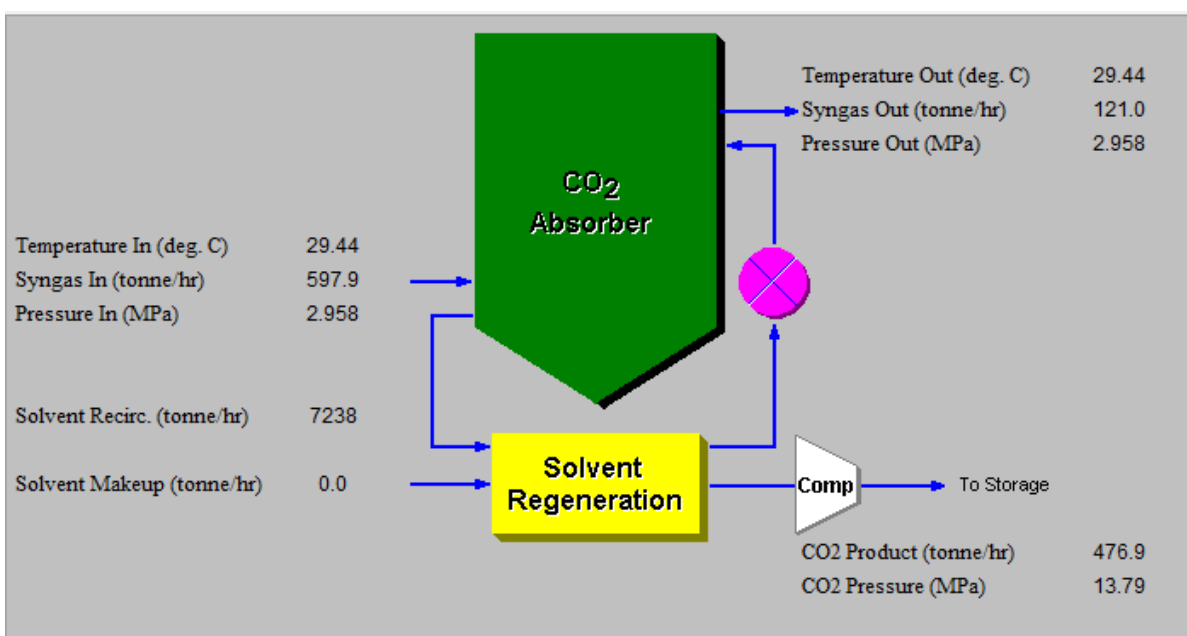 Temperature Out (deg. C) 29.44
Syngas Out (tonne/hr) 121.0
Pressure Out (MPa) 2.958
CO2
Absorber
Temperature In (deg. C) 29.44
Syngas In (tonne/hr) 597.9
Pressure In (MPa) 2.958
Solvent Recirc. (tonne/hr) 7238
Solvent Makeup (tonne/hr) 0.0
Solvent
Regeneration
Comp
To Storage
CO2 Product (tonne/hr) 476.9
CO2 Pressure (MPa) 13.79